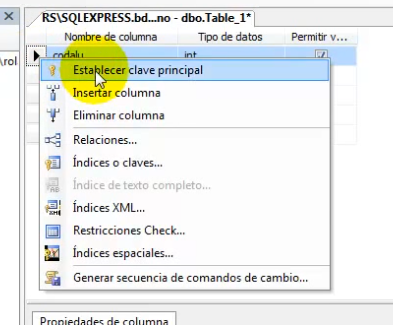 RS\SQLEXPRESS.bd...no - dbo.Table_1*
Nombre de columna Tipo de datos Permitir v...
codalu int
\rol
Establecer clave principal
Insertar columna
Eliminar columna
Relaciones...
Índices o claves...
Índice de texto completo...
Índices XML...
Restricciones Check...
Índices espaciales...
Generar secuencia de comandos de cambio...
Propiedades de columna